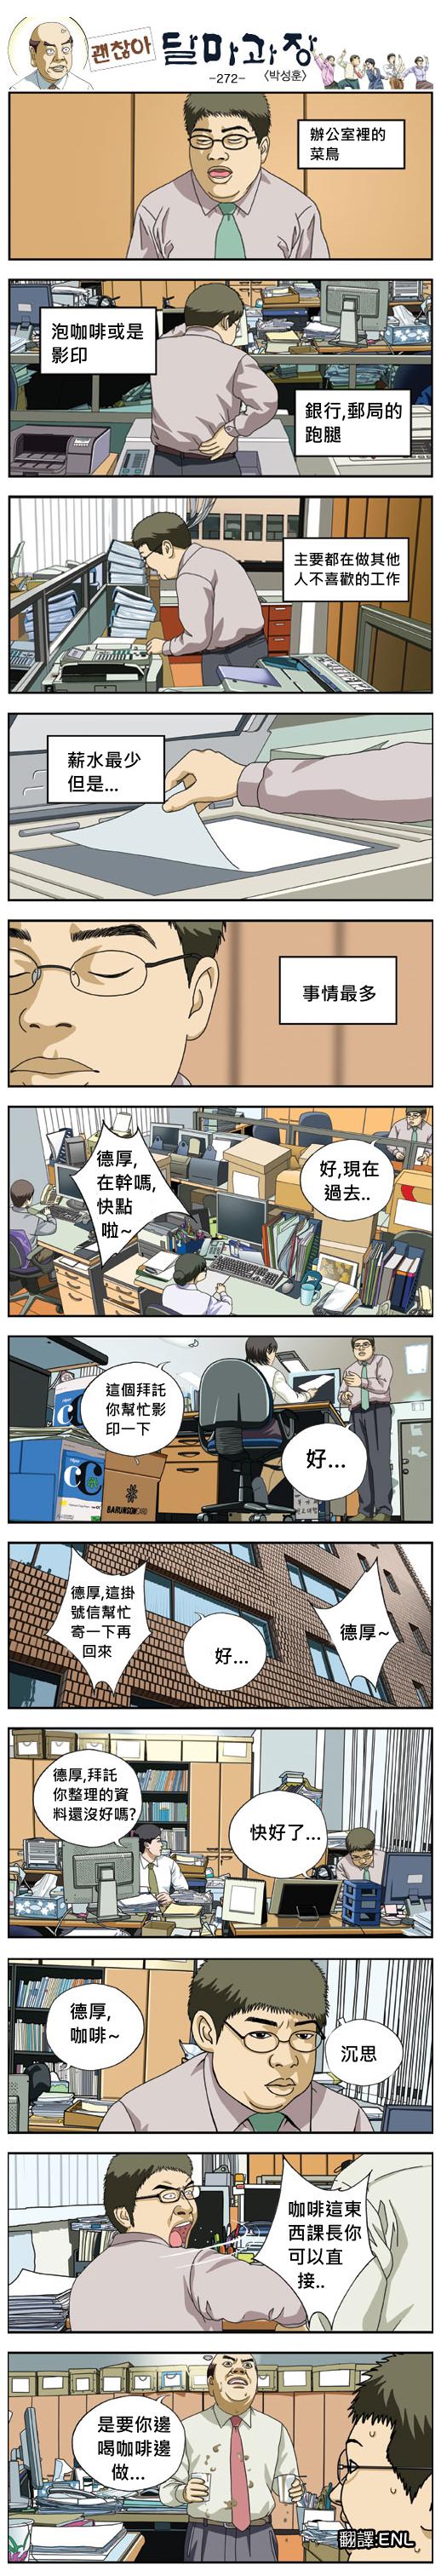 괜찮아 달마과장
-272- 〈박성훈〉
辦公室裡的
菜鳥
泡咖啡或是
影印
銀行,郵局的
跑腿
主要都在做其他
人不喜歡的工作
薪水最少
但是...
事情最多
德厚,
在幹嗎,
快點
啦~
好,現在
過去..
這個拜託
你幫忙影
印一下
BARUNSON
好...
德厚,這掛
號信幫忙
寄一下再
回來
好...
德厚~
德厚,拜託
你整理的資
料還沒好嗎?
快好了...
德厚,
咖啡~
沉思
咖啡這東
西課長你
可以直
接..
是要你邊
喝咖啡邊
做...
翻譯:ENL